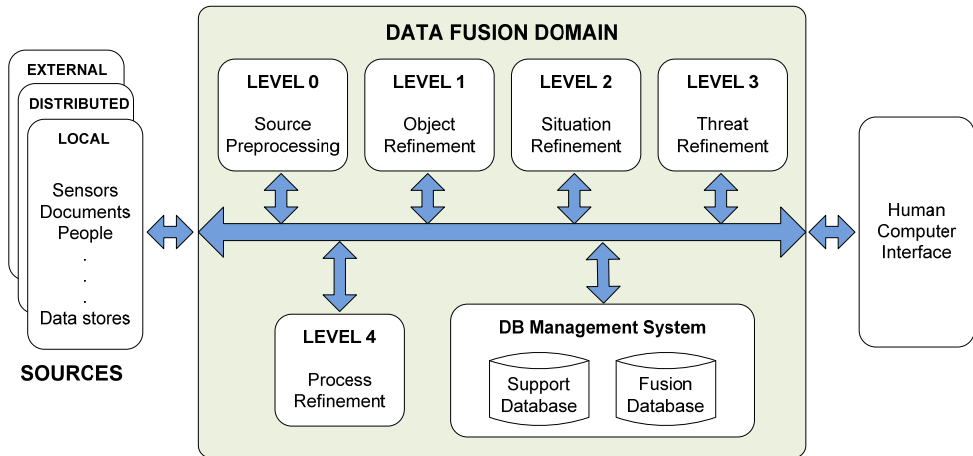 DATA FUSION DOMAIN
EXTERNAL
DISTRIBUTED
LOCAL
Sensors
Documents
People
.
.
.
Data stores
SOURCES
LEVEL 0
Source
Preprocessing
LEVEL 1
Object
Refinement
LEVEL 2
Situation
Refinement
LEVEL 3
Threat
Refinement
LEVEL 4
Process
Refinement
DB Management System
Support
Database
Fusion
Database
Human
Computer
Interface